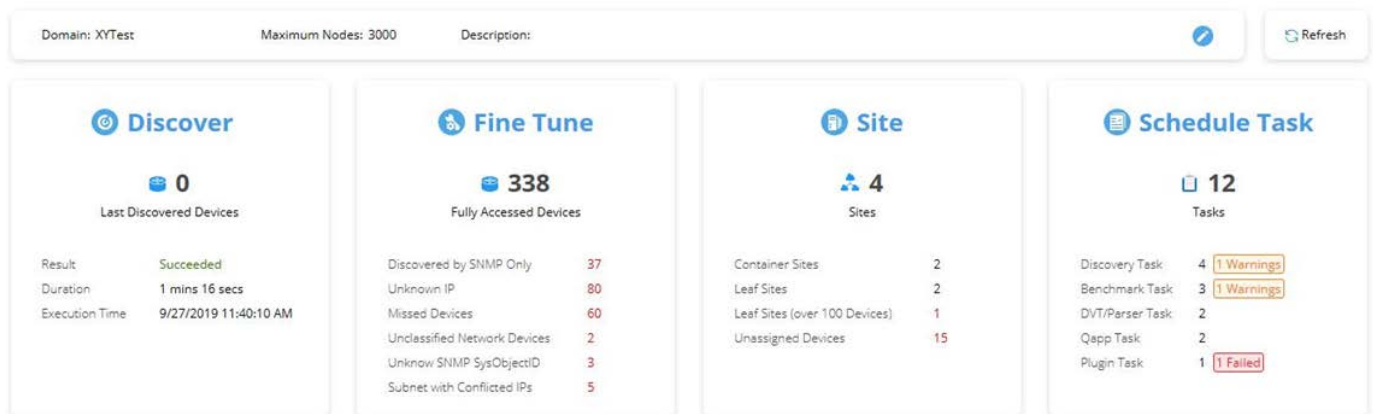 Domain: XYTest Maximum Nodes: 3000 Description:
Refresh
Discover
0
Last Discovered Devices
Result Succeeded
Duration 1 mins 16 secs
Execution Time 9/27/2019 11:40:10 AM
Fine Tune
338
Fully Accessed Devices
Discovered by SNMP Only 37
Unknown IP 80
Missed Devices 60
Unclassified Network Devices 2
Unknow SNMP SysObjectID 3
Subnet with Conflicted IPs 5
Site
4
Sites
Container Sites 2
Leaf Sites 2
Leaf Sites (over 100 Devices) 1
Unassigned Devices 15
Schedule Task
12
Tasks
Discovery Task 4 1 Warnings
Benchmark Task 3 1 Warnings
DVT/Parser Task 2
Qapp Task 2
Plugin Task 1 1 Failed